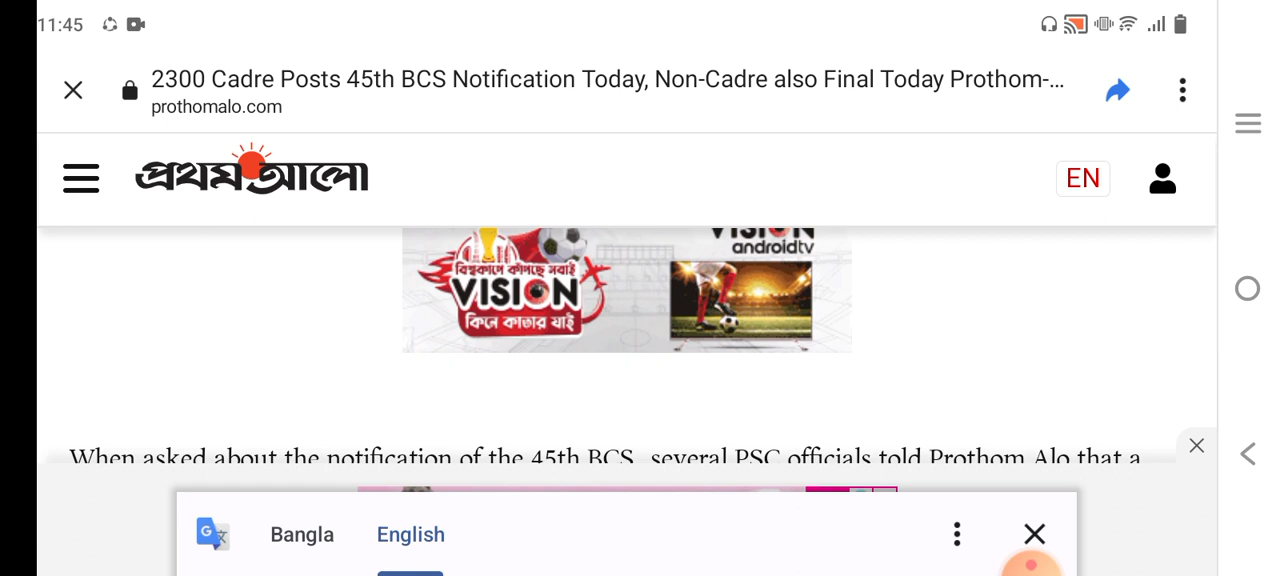 11:45
2300 Cadre Posts 45th BCS Notification Today, Non-Cadre also Final Today Prothom-...
prothomalo.com
প্রথম আলো
EN
VISION
androidtv
বিশ্বকাপে কাঁপছে সবাই
VISION
কিনে কাতার যাই
When asked about the notification of the 45th BCS, several PSC officials told Prothom Alo that a
G
Bangla
English